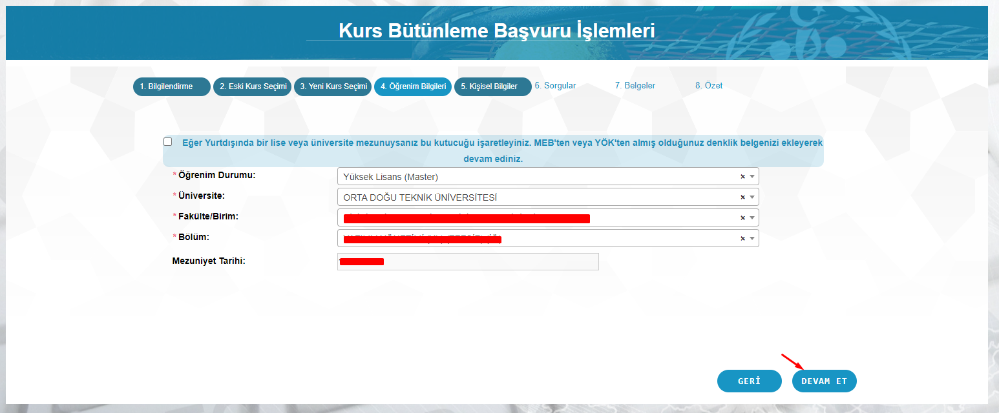 Kurs Bütünleme Başvuru İşlemleri
1. Bilgilendirme 2. Eski Kurs Seçimi 3. Yeni Kurs Seçimi 4. Öğrenim Bilgileri 5. Kişisel Bilgiler 6. Sorgular 7. Belgeler 8. Özet
Eğer Yurtdışında bir lise veya üniversite mezunuysanız bu kutucuğu işaretleyiniz. MEB'ten veya YÖK'ten almış olduğunuz denklik belgenizi ekleyerek
devam ediniz.
* Öğrenim Durumu: Yüksek Lisans (Master) ×
* Üniversite: ORTA DOĞU TEKNİK ÜNİVERSİTESİ ×
* Fakülte/Birim: ×
* Bölüm: ×
Mezuniyet Tarihi:
GERİ DEVAM ET